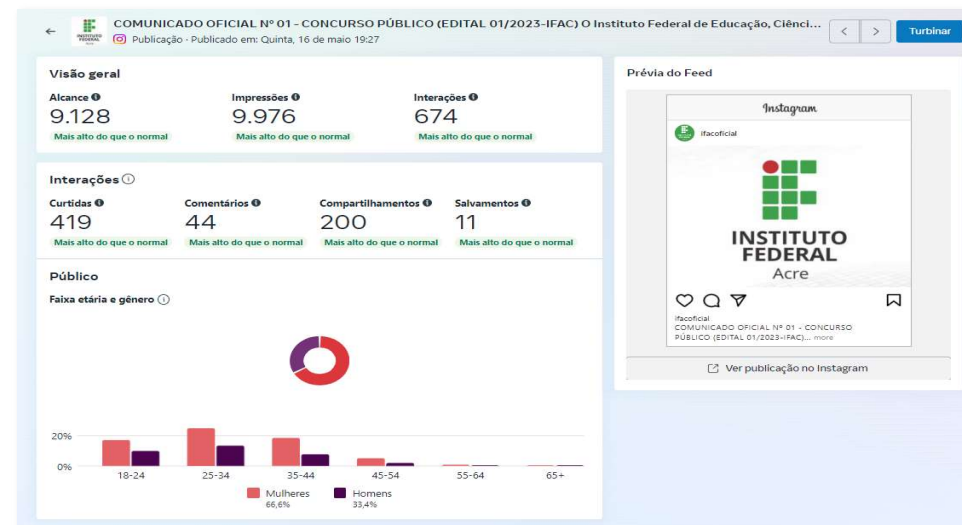 COMUNICADO OFICIAL Nº 01 - CONCURSO PÚBLICO (EDITAL 01/2023-IFAC) O Instituto Federal de Educação, Ciênci...
Publicação - Publicado em: Quinta, 16 de maio 19:27
Turbinar
Visão geral
Alcance Impressões Interações
9.128 9.976 674
Mais alto do que o normal Mais alto do que o normal Mais alto do que o normal
Interações
Curtidas Comentários Compartilhamentos Salvamentos
419 44 200 11
Mais alto do que o normal Mais alto do que o normal Mais alto do que o normal Mais alto do que o normal
Público
Faixa etária e gênero
20%
0%
18-24 25-34 35-44 45-54 55-64 65+
Mulheres Homens
66,6% 33,4%
Prévia do Feed
Instagram
ifacoficial
INSTITUTO
FEDERAL
Acre
ifacoficial
COMUNICADO OFICIAL Nº 01 - CONCURSO
PÚBLICO (EDITAL 01/2023-IFAC)... more
Ver publicação no Instagram